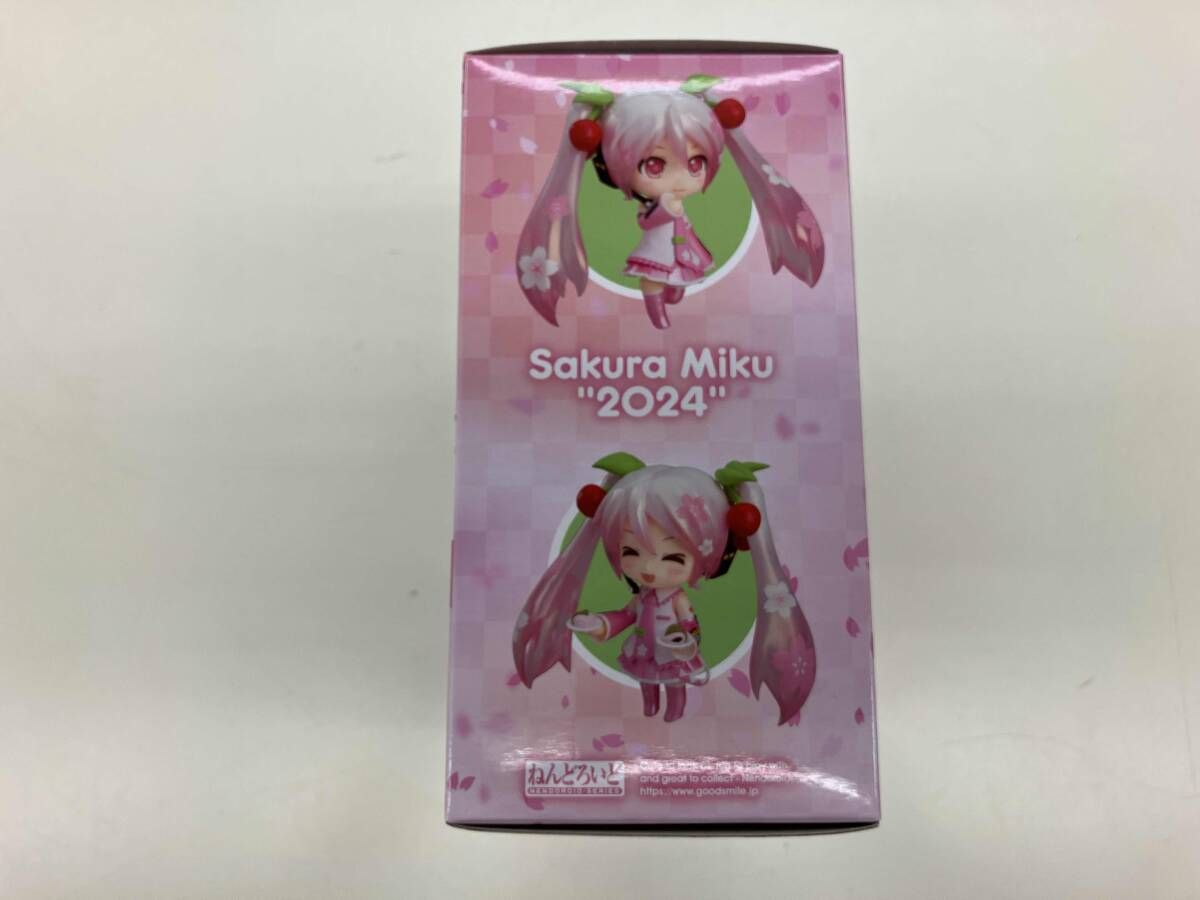 Sakura Miku
"2024"
ねんどろいど
NENDOROID SERIES
and great to collect - Nendoroids
https://www.goodsmile.jp